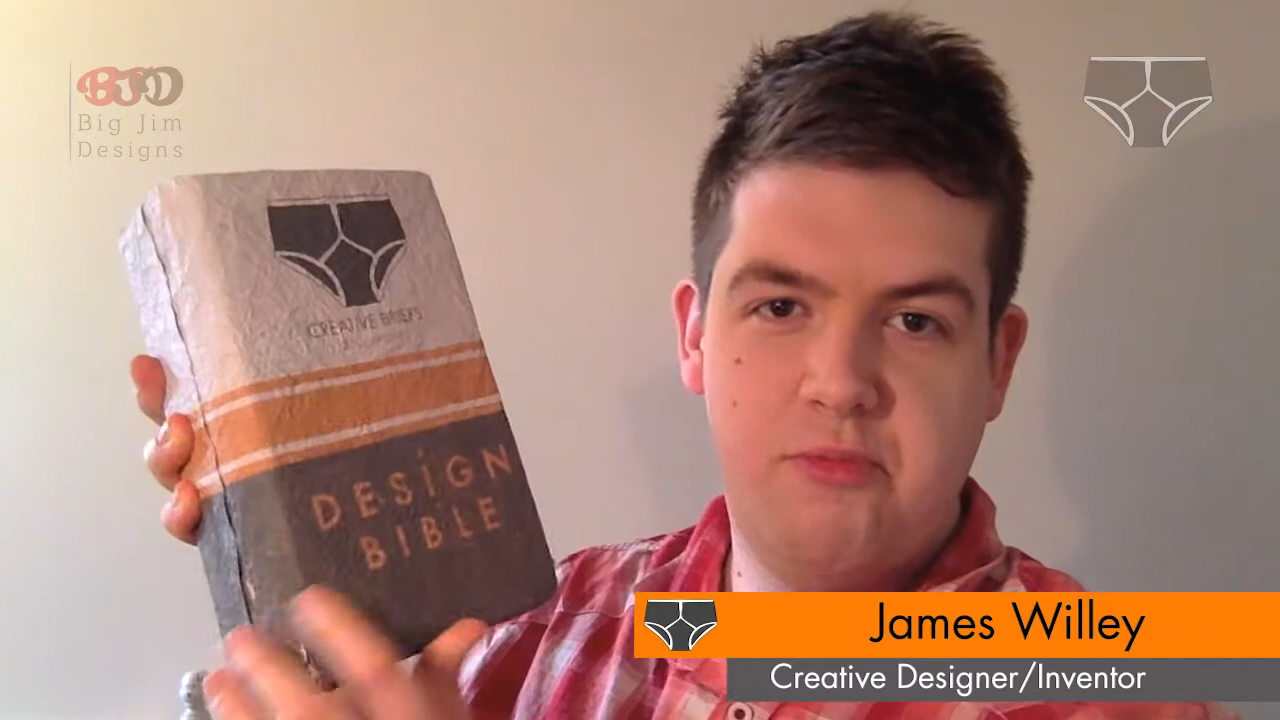 BJD
Big Jim
Designs
CREATIVE BRIEFS
DESIGN
BIBLE
James Willey
Creative Designer/Inventor